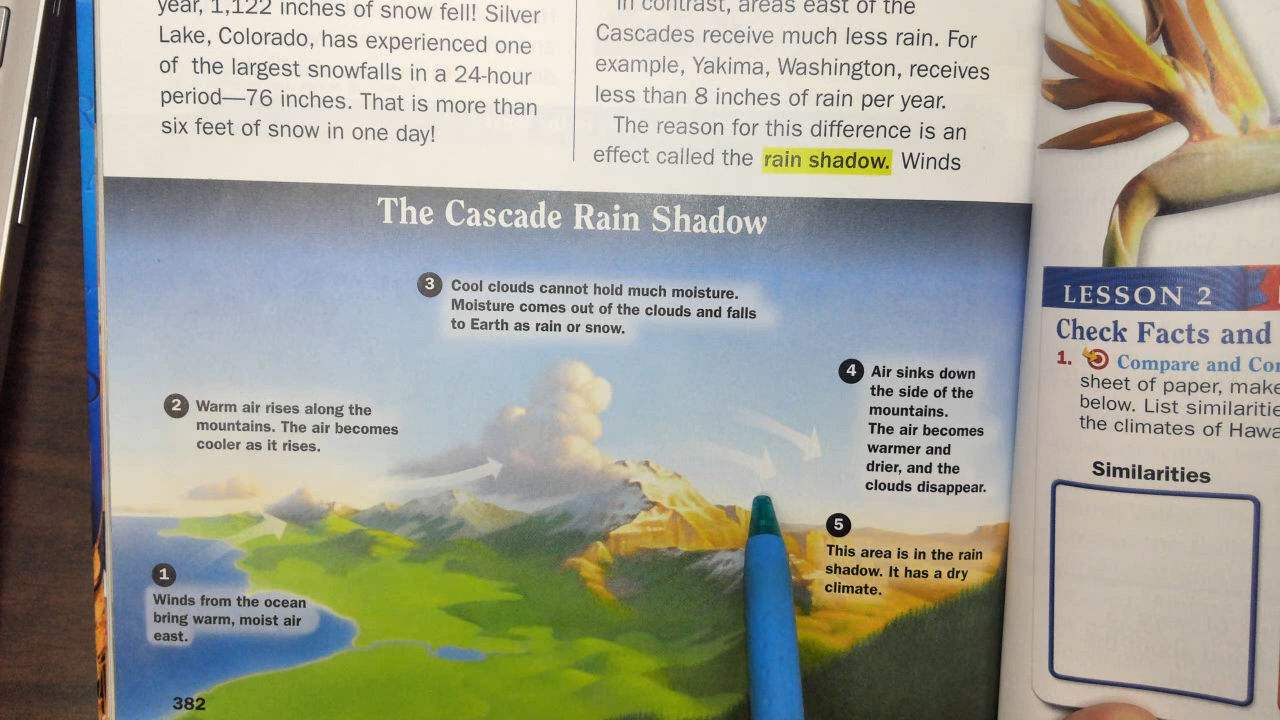 year, 1,122 inches of snow fell! Silver
Lake, Colorado, has experienced one
of the largest snowfalls in a 24-hour
period—76 inches. That is more than
six feet of snow in one day!
In contrast, areas east of the
Cascades receive much less rain. For
example, Yakima, Washington, receives
less than 8 inches of rain per year.
The reason for this difference is an
effect called the rain shadow. Winds
The Cascade Rain Shadow
1
Winds from the ocean
bring warm, moist air
east.
2 Warm air rises along the
mountains. The air becomes
cooler as it rises.
3 Cool clouds cannot hold much moisture.
Moisture comes out of the clouds and falls
to Earth as rain or snow.
4 Air sinks down
the side of the
mountains.
The air becomes
warmer and
drier, and the
clouds disappear.
5
This area is in the rain
shadow. It has a dry
climate.
382
LESSON 2
Check Facts and
1. Compare and
sheet of paper, make
below. List
the climates of
Similarities